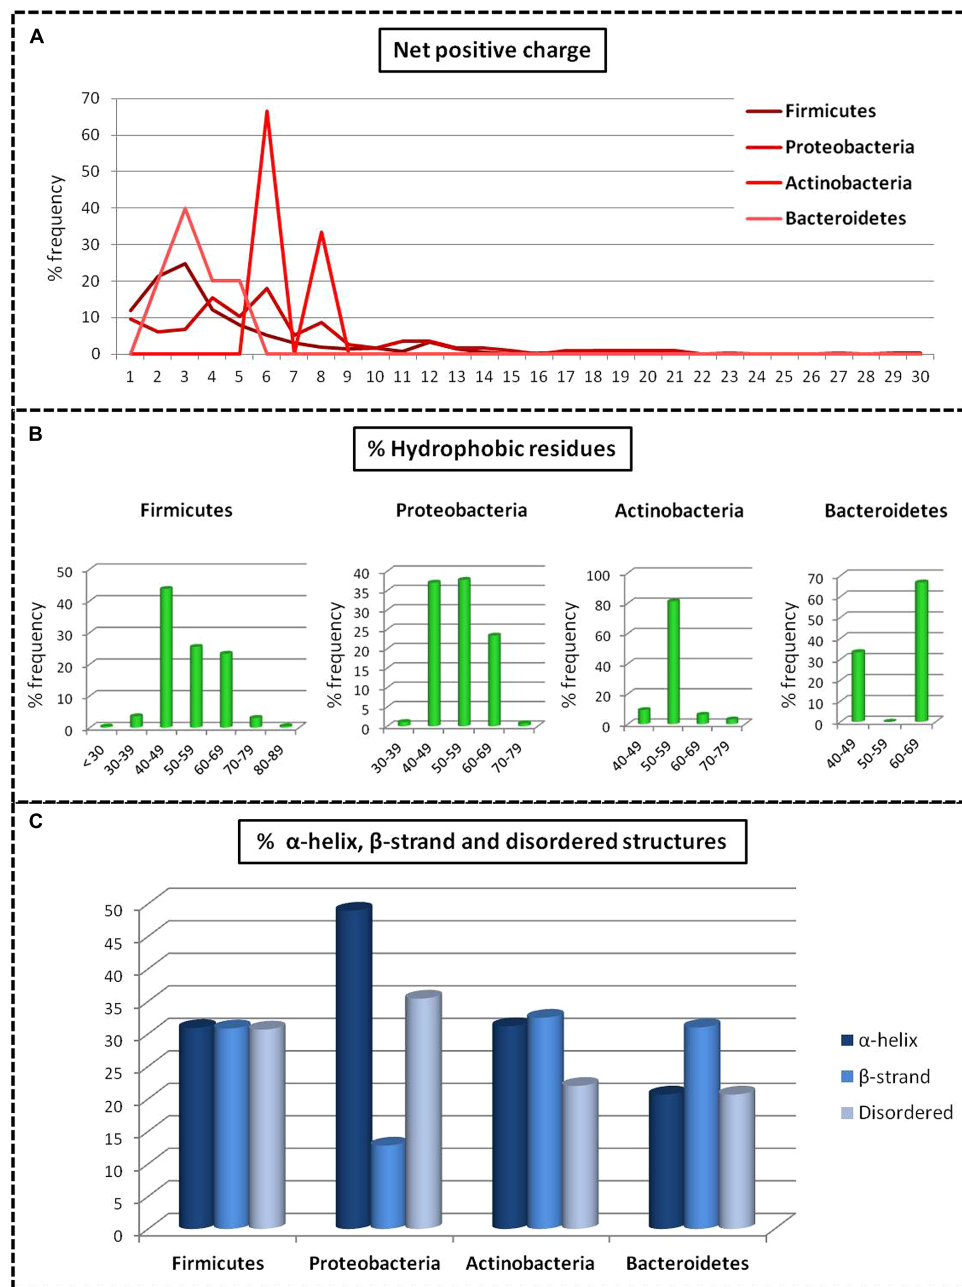 A
Net positive charge
% frequency
70
60
50
40
30
20
10
0
1 2 3 4 5 6 7 8 9 10 11 12 13 14 15 16 17 18 19 20 21 22 23 24 25 26 27 28 29 30
Firmicutes
Proteobacteria
Actinobacteria
Bacteroidetes
B
% Hydrophobic residues
Firmicutes
% frequency
50
40
30
20
10
0
<30 30-39 40-49 50-59 60-69 70-79 80-89
Proteobacteria
% frequency
40
35
30
25
20
15
10
5
0
30-39 40-49 50-59 60-69 70-79
Actinobacteria
% frequency
100
80
60
40
20
0
40-49 50-59 60-69 70-79
Bacteroidetes
% frequency
70
60
50
40
30
20
10
0
40-49 50-59 60-69
C
% α-helix, β-strand and disordered structures
50
45
40
35
30
25
20
15
10
5
0
Firmicutes Proteobacteria Actinobacteria Bacteroidetes
α-helix
β-strand
Disordered